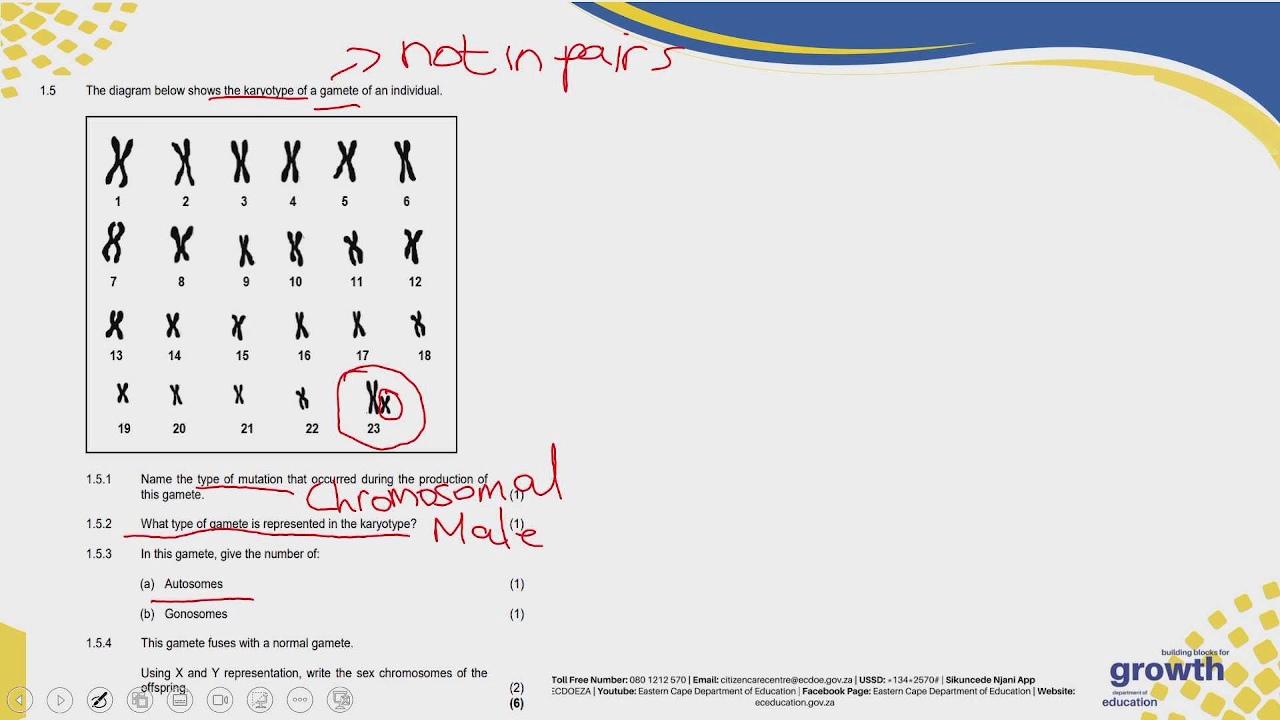 not in pairs
1.5 The diagram below shows the karyotype of a gamete of an individual.
1 2 3 4 5 6
7 8 9 10 11 12
13 14 15 16 17 18
19 20 21 22 23
1.5.1 Name the type of mutation that occurred during the production of
this gamete. (1)
Chromosomal
1.5.2 What type of gamete is represented in the karyotype? (1)
Male
1.5.3 In this gamete, give the number of:
(a) Autosomes (1)
(b) Gonosomes (1)
1.5.4 This gamete fuses with a normal gamete.
Using X and Y representation, write the sex chromosomes of the
offspring. (2)
(6)
Toll Free Number: 080 1212 570 | Email: citizencarecentre@ecdoe.gov.za | USSD: *134*2570# | Sikuncede Njani App
ECDOEZA | Youtube: Eastern Cape Department of Education | Facebook Page: Eastern Cape Department of Education | Website:
eceducation.gov.za
building blocks for
growth
department of
education